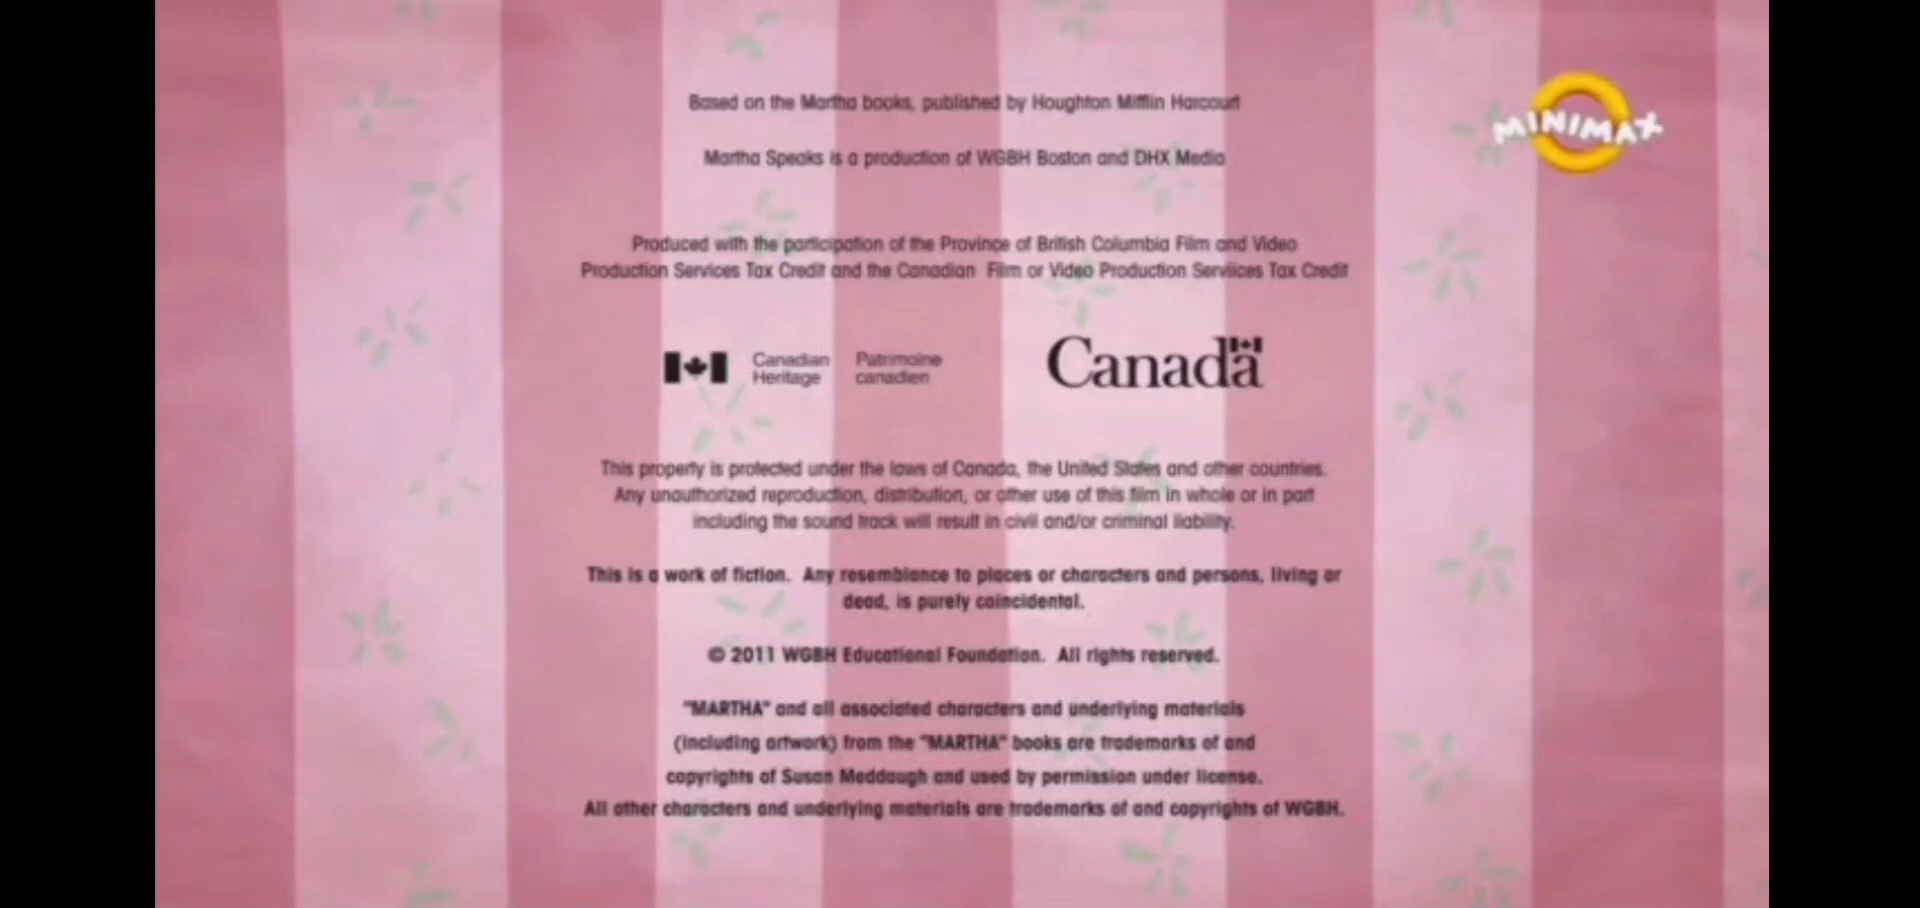 Based on the Martha books, published by Houghton Mifflin Harcourt
MINIMAX
Martha Speaks is a production of WGBH Boston and DHX Media
Produced with the participation of the Province of British Columbia Film and Video
Production Services Tax Credit and the Canadian Film or Video Production Serviices Tax Credit
Canadian Heritage
Patrimoine canadien
Canada
This property is protected under the laws of Canada, the United States and other countries.
Any unauthorized reproduction, distribution, or other use of this film in whole or in part
including the sound track will result in civil and/or criminal liability.
This is a work of fiction. Any resemblance to places or characters and persons, living or
dead, is purely coincidental.
© 2011 WGBH Educational Foundation. All rights reserved.
"MARTHA" and all associated characters and underlying materials
(including artwork) from the "MARTHA" books are trademarks of and
copyrights of Susan Meddaugh and used by permission under license.
All other characters and underlying materials are trademarks of and copyrights of WGBH.